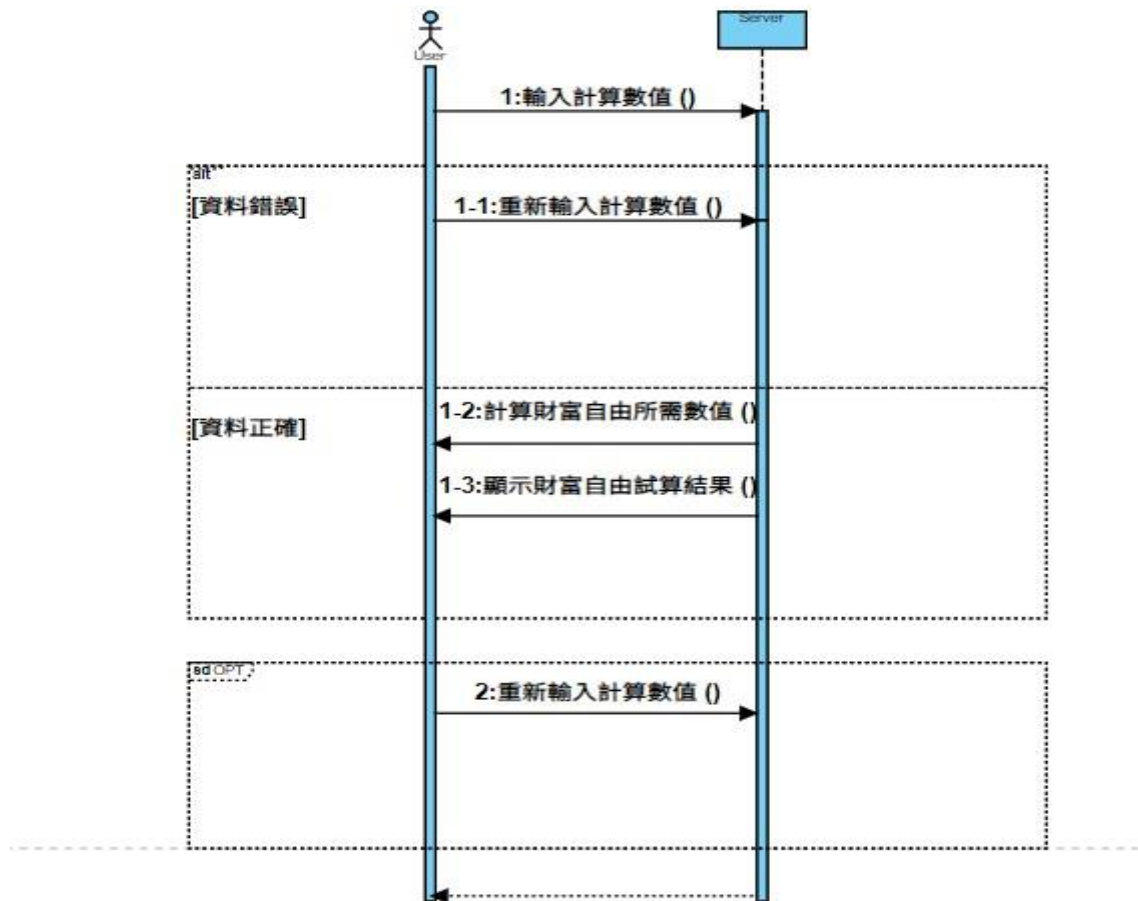 User
Server
1:輸入計算數值 ()
alt
[資料錯誤]
1-1:重新輸入計算數值 ()
1-2:計算財富自由所需數值 ()
[資料正確]
1-3:顯示財富自由試算結果 ()
sd OPT
2:重新輸入計算數值 ()